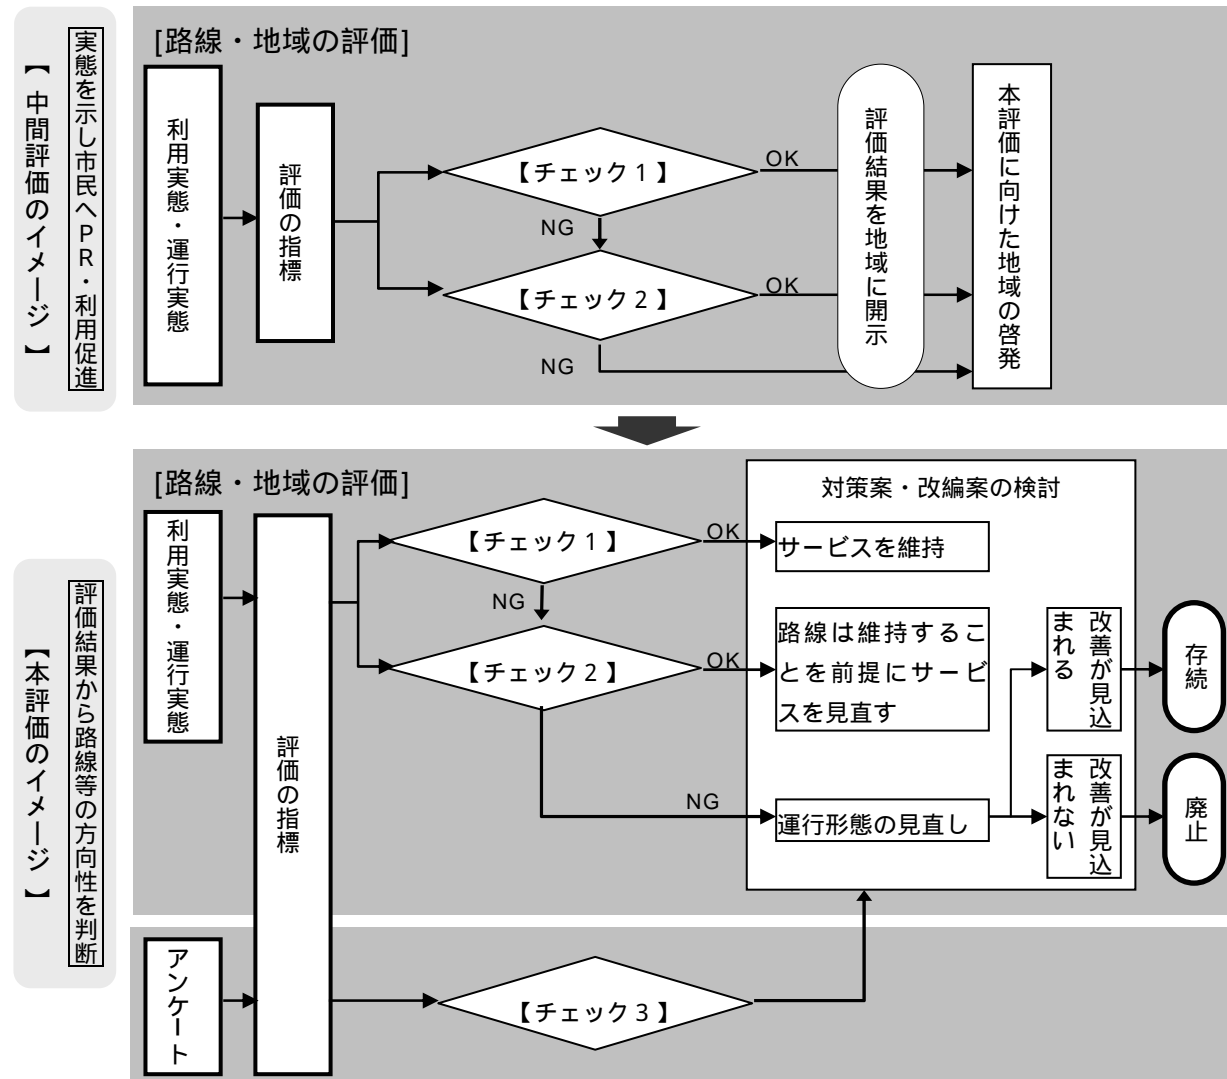 【中間評価のイメージ】
実態を示し市民へPR・利用促進
[路線・地域の評価]
利用実態・運行実態
評価の指標
【チェック１】
OK
NG
【チェック２】
OK
NG
評価結果を地域に開示
本評価に向けた地域の啓発
【本評価のイメージ】
評価結果から路線等の方向性を判断
[路線・地域の評価]
利用実態・運行実態
評価の指標
【チェック１】
OK
NG
【チェック２】
OK
NG
対策案・改編案の検討
サービスを維持
路線は維持するこ
とを前提にサービ
スを見直す
運行形態の見直し
改善が見込
まれる
改善が見込
まれない
存続
廃止
アンケート
【チェック３】